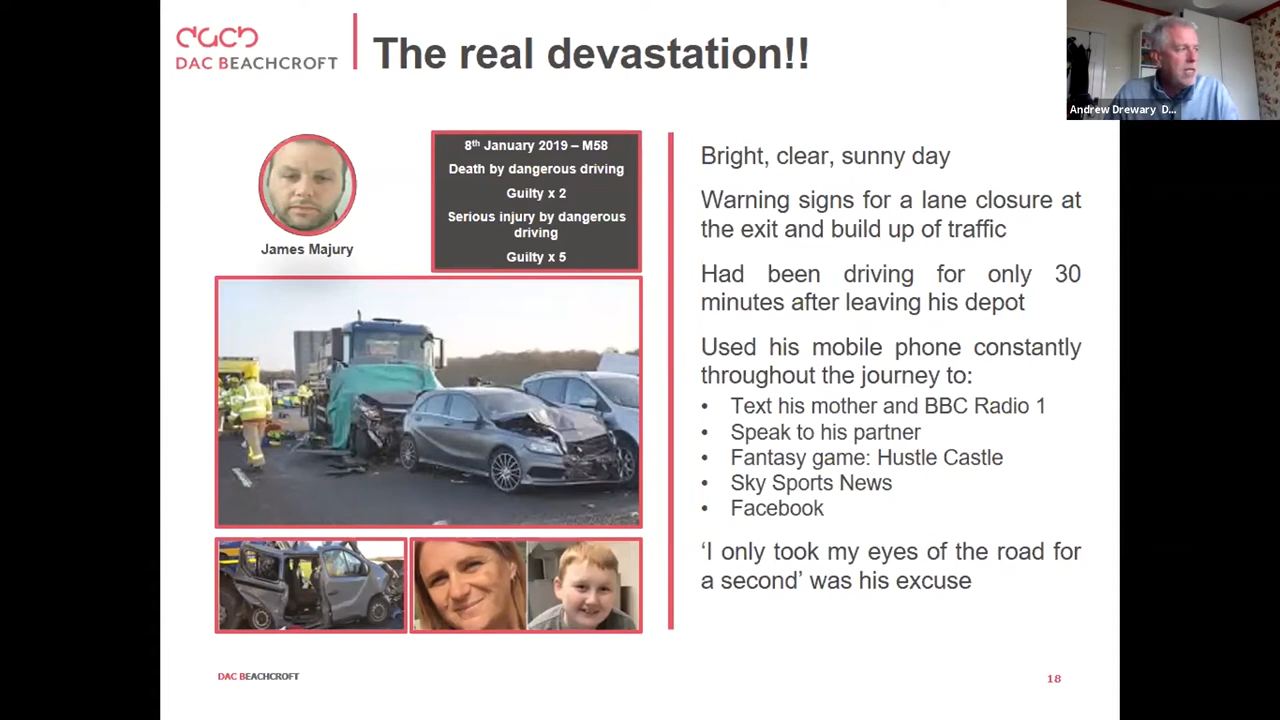 DAC BEACHCROFT
The real devastation!!
Andrew Drewary D...
James Majury
8th January 2019 – M58
Death by dangerous driving
Guilty x 2
Serious injury by dangerous
driving
Guilty x 5
Bright, clear, sunny day
Warning signs for a lane closure at
the exit and build up of traffic
Had been driving for only 30
minutes after leaving his depot
Used his mobile phone constantly
throughout the journey to:
• Text his mother and BBC Radio 1
• Speak to his partner
• Fantasy game: Hustle Castle
• Sky Sports News
• Facebook
‘I only took my eyes of the road for
a second’ was his excuse
DAC BEACHCROFT
18